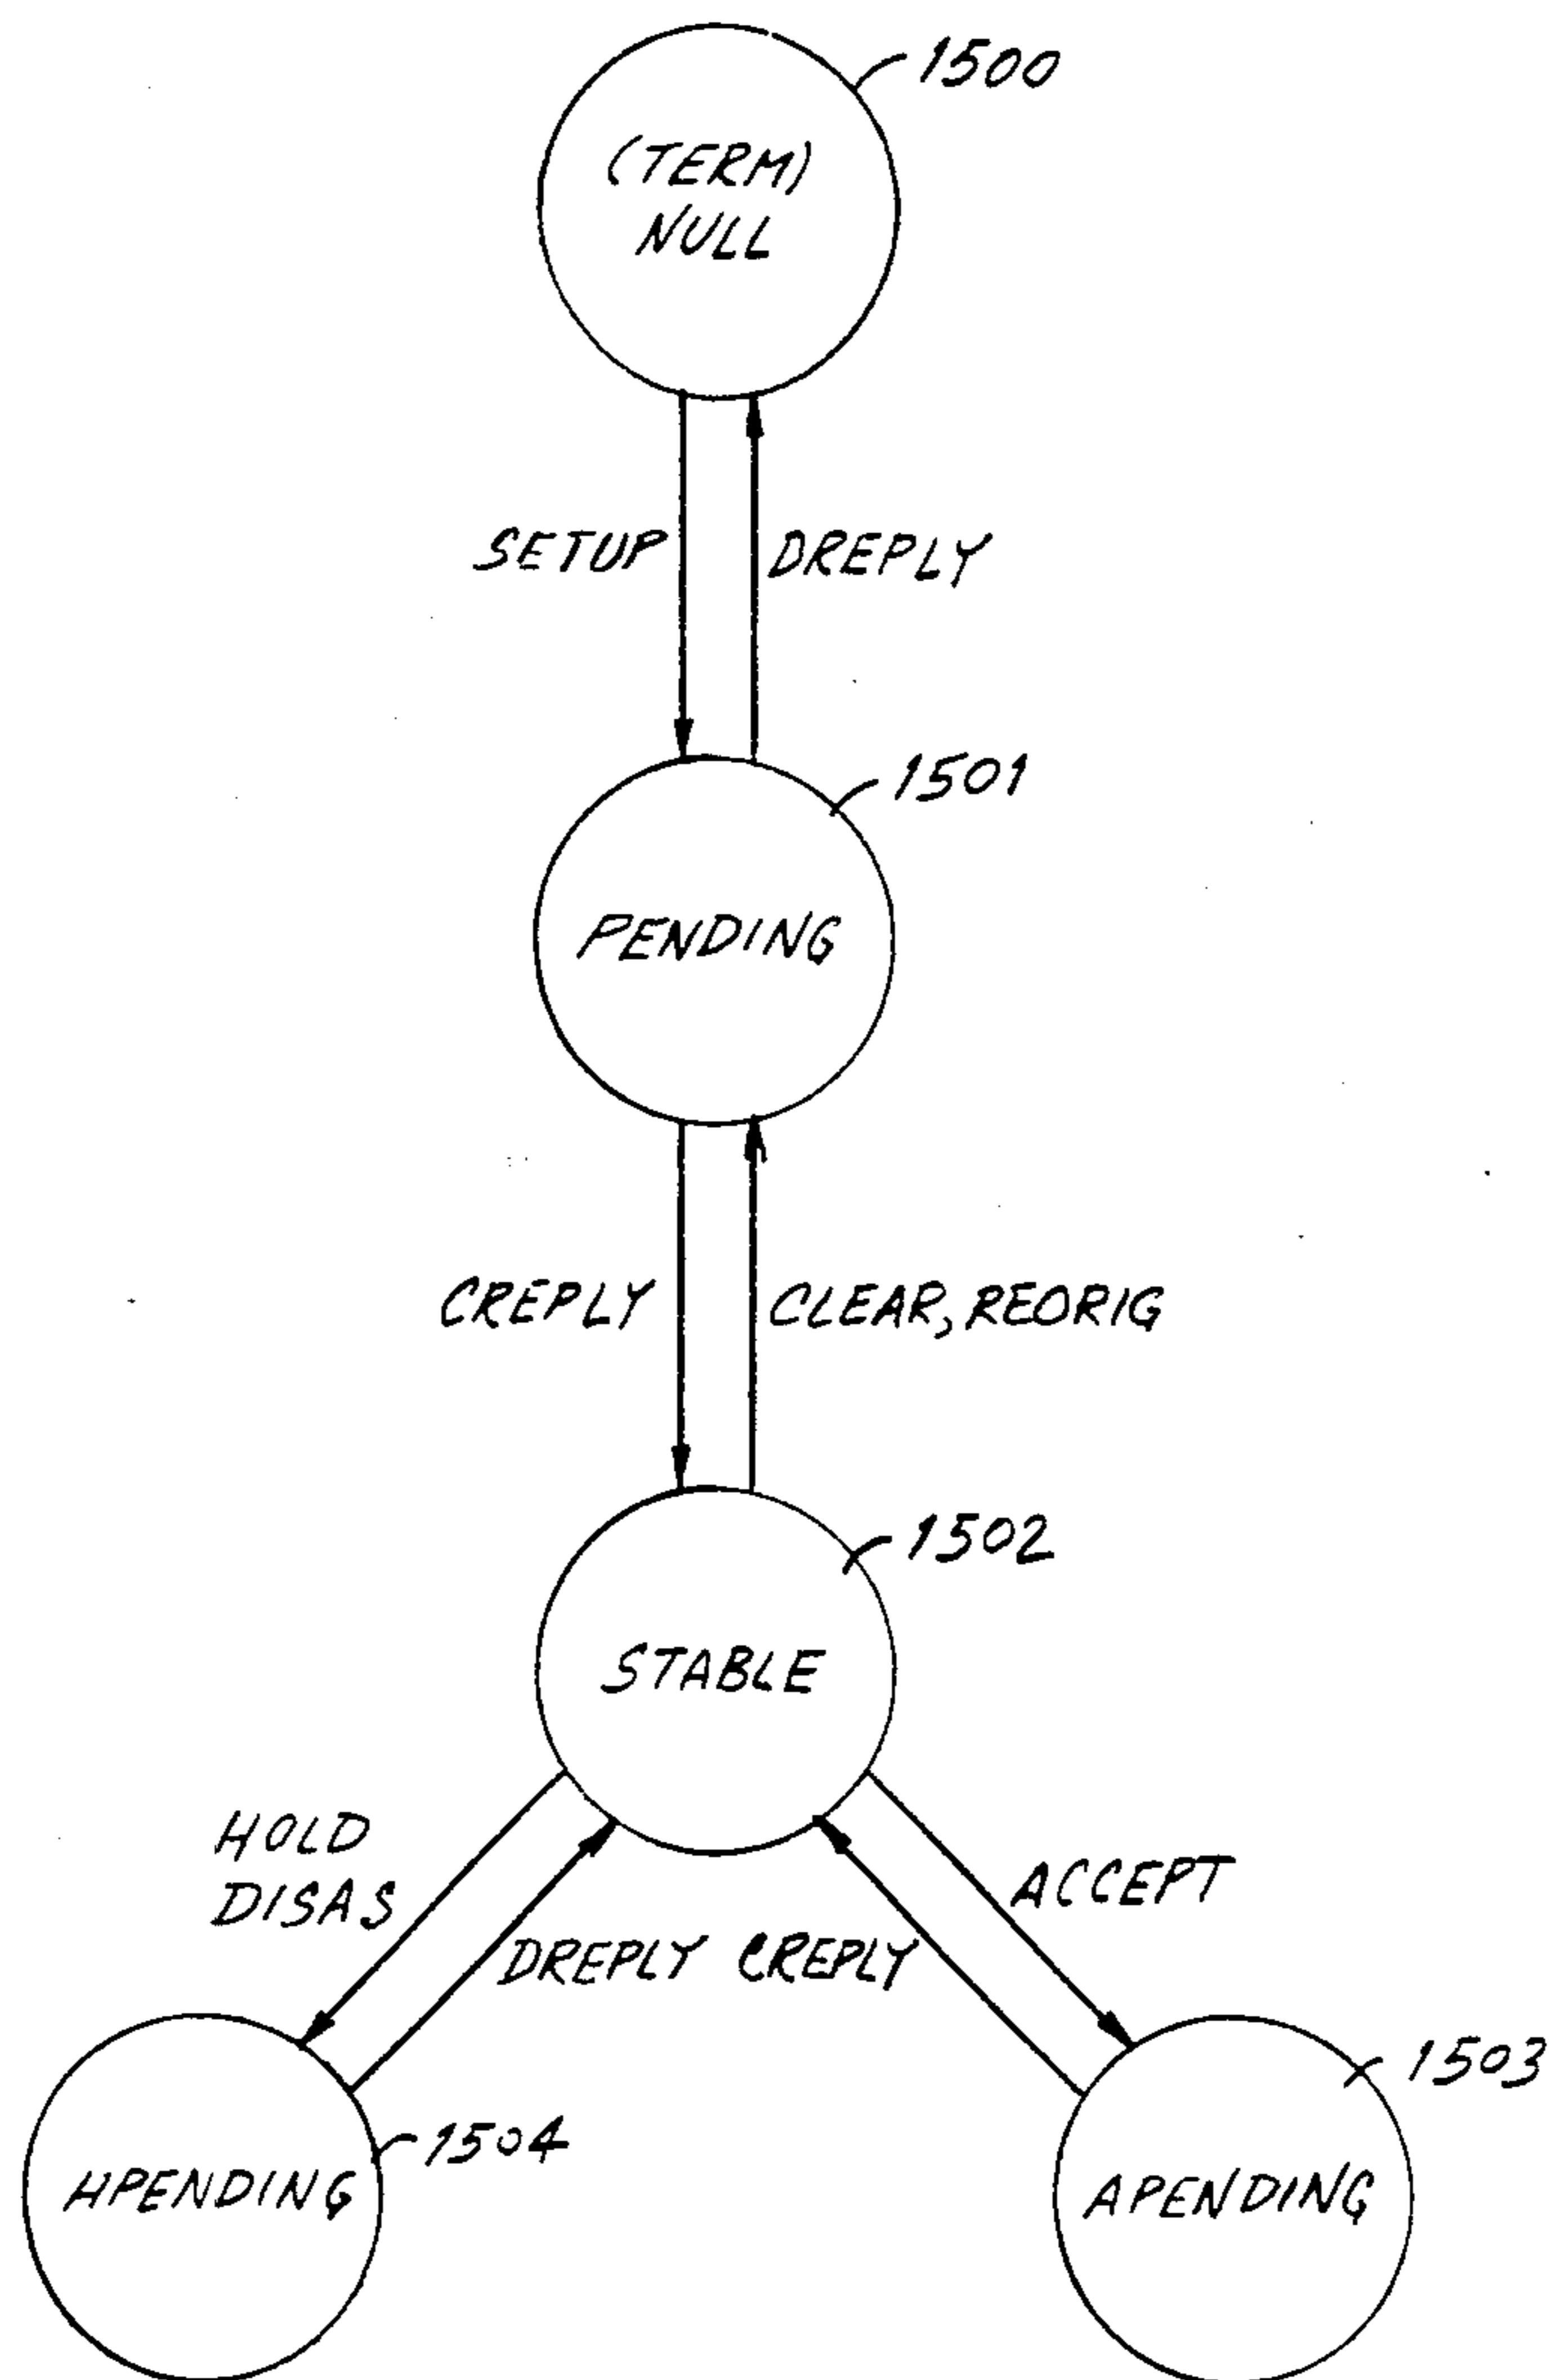 1500
(TERM)
NULL
SETUP
DREPLY
1501
PENDING
CREPLY
CLEAR, REORIG
1502
STABLE
HOLD
DISAS
ACCEPT
DREPLY
CREPLY
1503
1504
HPENDING
APENDING